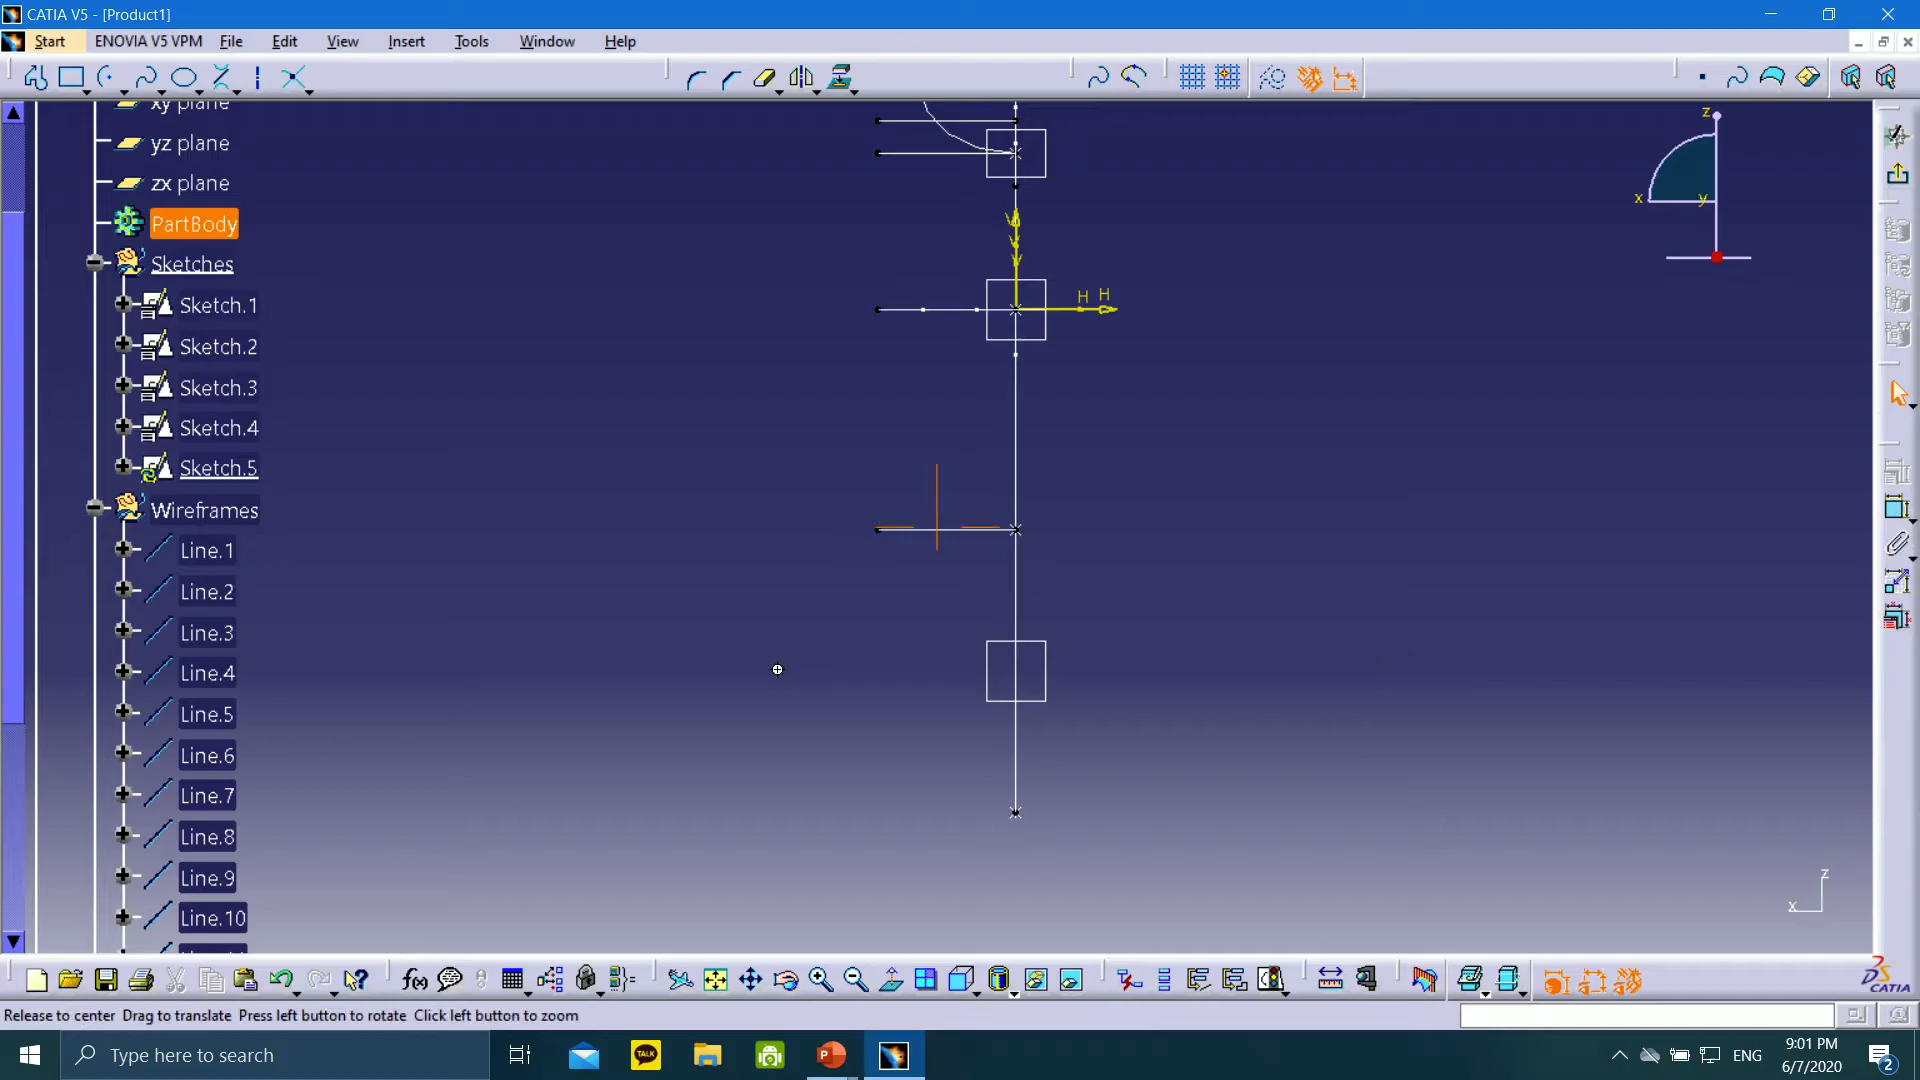 CATIA V5 - [Product1]
Start ENOVIA V5 VPM File Edit View Insert Tools Window Help
xy plane
yz plane
zx plane
PartBody
Sketches
Sketch.1
Sketch.2
Sketch.3
Sketch.4
Sketch.5
Wireframes
Line.1
Line.2
Line.3
Line.4
Line.5
Line.6
Line.7
Line.8
Line.9
Line.10
V
V
H H
z
x y
z
x
f(x)
CATIA
Release to center Drag to translate Press left button to rotate Click left button to zoom
Type here to search
TALK
P
ENG
9:01 PM
6/7/2020
2